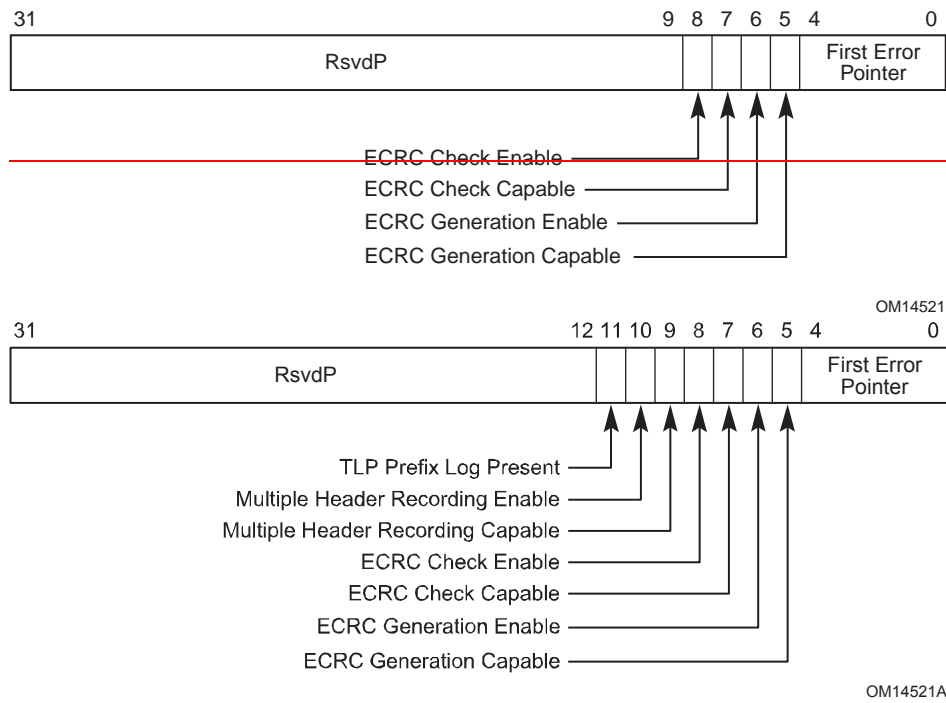 31 9 8 7 6 5 4 0
RsvdP
First Error
Pointer
ECRC Check Enable
ECRC Check Capable
ECRC Generation Enable
ECRC Generation Capable
OM14521
31 12 11 10 9 8 7 6 5 4 0
RsvdP
First Error
Pointer
TLP Prefix Log Present
Multiple Header Recording Enable
Multiple Header Recording Capable
ECRC Check Enable
ECRC Check Capable
ECRC Generation Enable
ECRC Generation Capable
OM14521A